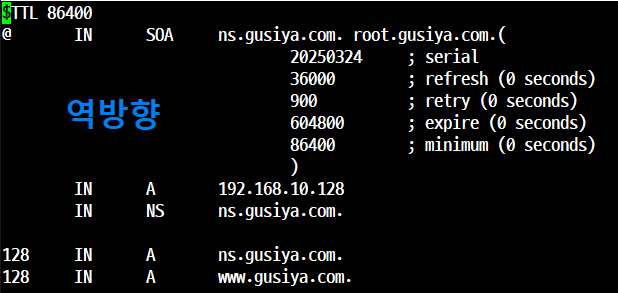 $TTL 86400
@ IN SOA ns.gusiya.com. root.gusiya.com.(
20250324 ; serial
36000 ; refresh (0 seconds)
900 ; retry (0 seconds)
604800 ; expire (0 seconds)
86400 ; minimum (0 seconds)
)
역방향
IN A 192.168.10.128
IN NS ns.gusiya.com.
128 IN A ns.gusiya.com.
128 IN A www.gusiya.com.